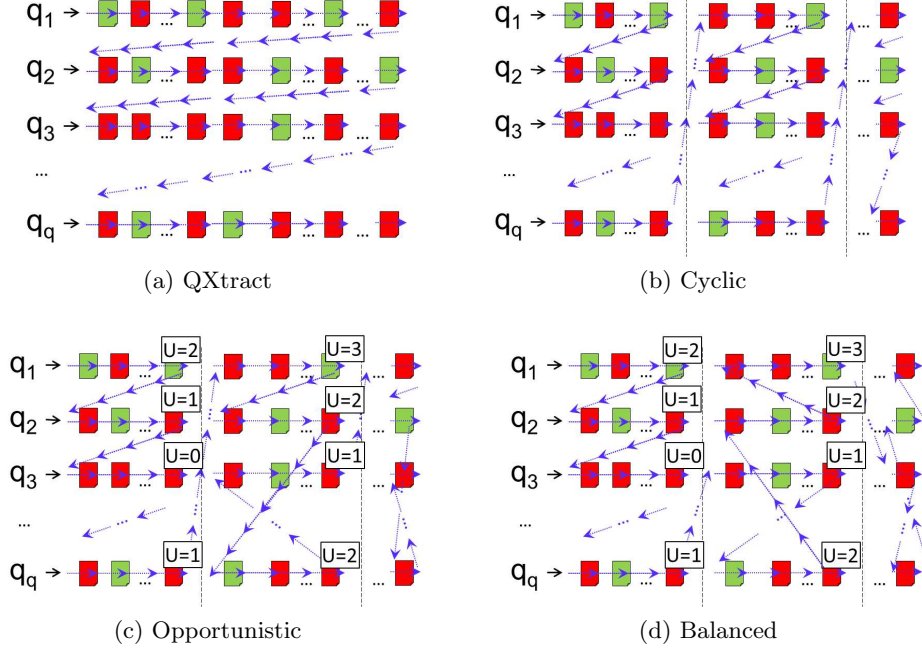 q1 → ... ...
q2 → ... ...
q3 → ... ...
... ...
qq → ... ...
(a) QXtract
q1 → ... ... ...
q2 → ... ... ...
q3 → ... ... ...
... ... ... ...
qq → ... ... ...
(b) Cyclic
U=2 U=3
q1 → ... ... ...
U=1 U=2
q2 → ... ... ...
U=0 U=1
q3 → ... ... ...
... ... ... ...
U=1 U=2
qq → ... ... ...
(c) Opportunistic
U=2 U=3
q1 → ... ... ...
U=1 U=2
q2 → ... ... ...
U=0 U=1
q3 → ... ... ...
... ... ... ...
U=1 U=2
qq → ... ... ...
(d) Balanced